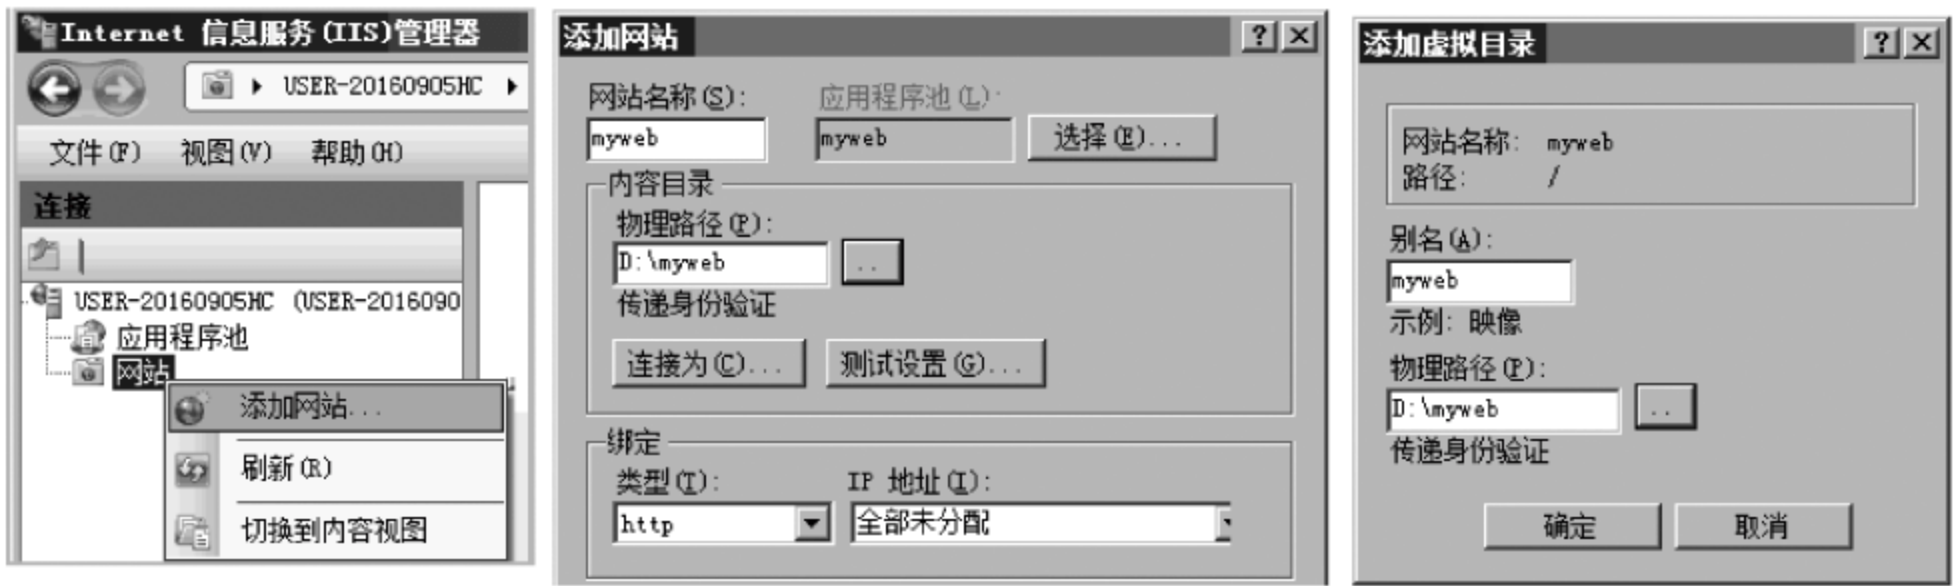 Internet 信息服务(IIS)管理器
USER-20160905HC
文件(F) 视图(V) 帮助(H)
连接
USER-20160905HC (USER-2016090
应用程序池
网站
添加网站...
刷新(R)
切换到内容视图
添加网站
网站名称(S): 应用程序池(L):
myweb myweb 选择(E)...
内容目录
物理路径(P):
D:\myweb ..
传递身份验证
连接为(C)... 测试设置(G)...
绑定
类型(T): IP 地址(I):
http 全部未分配
添加虚拟目录
网站名称: myweb
路径: /
别名(A):
myweb
示例: 映像
物理路径(P):
D:\myweb ..
传递身份验证
确定 取消